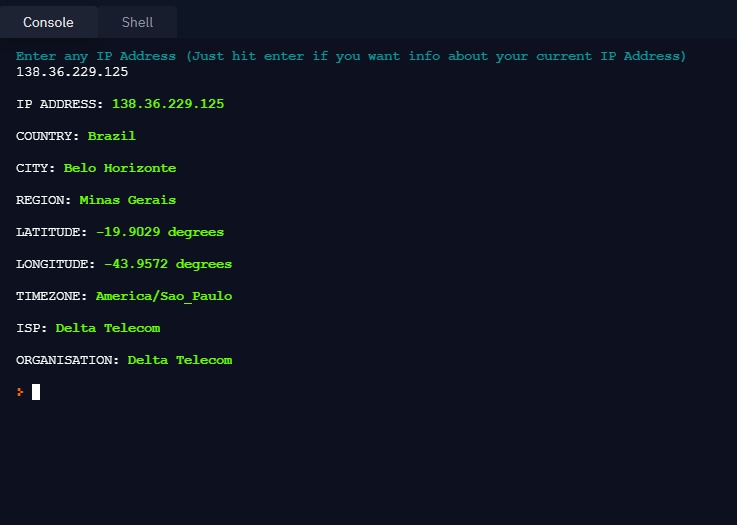 Console Shell
Enter any IP Address (Just hit enter if you want info about your current IP Address)
138.36.229.125
IP ADDRESS: 138.36.229.125
COUNTRY: Brazil
CITY: Belo Horizonte
REGION: Minas Gerais
LATITUDE: -19.9029 degrees
LONGITUDE: -43.9572 degrees
TIMEZONE: America/Sao_Paulo
ISP: Delta Telecom
ORGANISATION: Delta Telecom
>